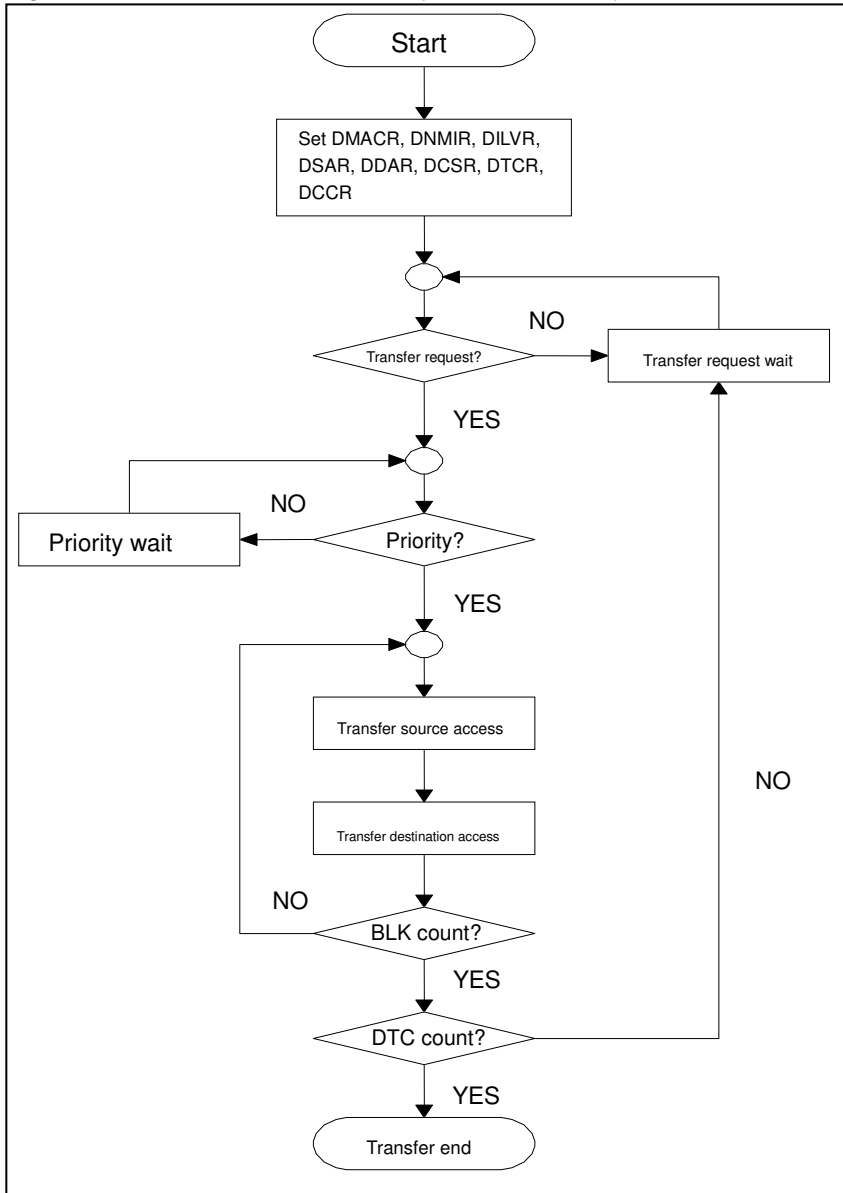 Start
Set DMACR, DNMIR, DILVR,
DSAR, DDAR, DCSR, DTCR,
DCCR
NO
Transfer request?
Transfer request wait
YES
NO
Priority wait
Priority?
YES
Transfer source access
NO
Transfer destination access
NO
BLK count?
YES
DTC count?
YES
Transfer end